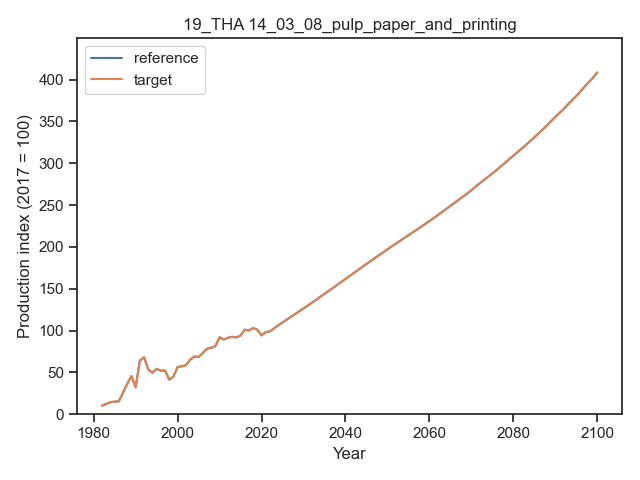 19_THA 14_03_08_pulp_paper_and_printing
reference
target
Production index (2017 = 100)
400
350
300
250
200
150
100
50
0
1980 2000 2020 2040 2060 2080 2100
Year